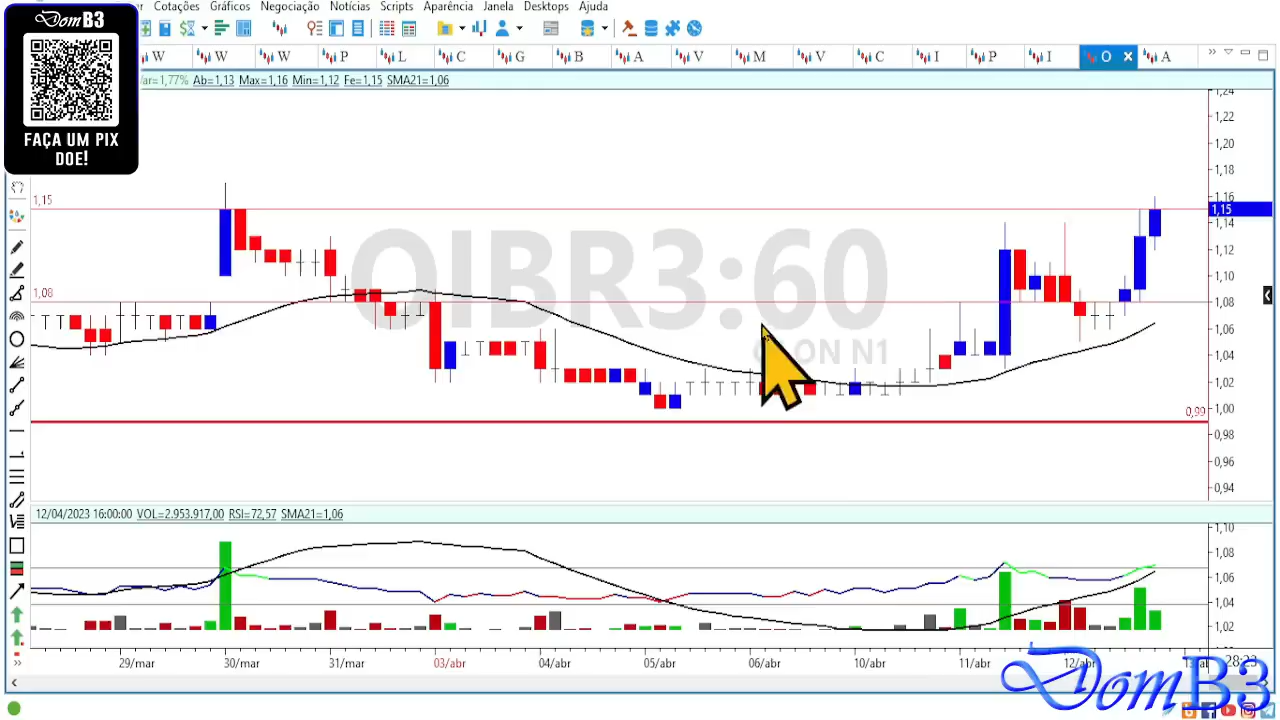 DomB3
FAÇA UM PIX
DOE!
Cotações Gráficos Negociação Notícias Scripts Aparência Janela Desktops Ajuda
W W W P L C G B A V M V C I P I O A
Var=1,77% Ab=1,13 Max=1,16 Min=1,12 Fe=1,15 SMA21=1,06
OIBR3:60
ON N1
1,15
1,08
0,99
1,24
1,22
1,20
1,18
1,16
1,15
1,14
1,12
1,10
1,08
1,06
1,04
1,02
1,00
0,98
0,96
0,94
12/04/2023 16:00:00 VOL=2.953.917,00 RSI=72,57 SMA21=1,06
1,10
1,08
1,06
1,04
1,02
29/mar 30/mar 31/mar 03/abr 04/abr 05/abr 06/abr 10/abr 11/abr 12/abr
28:23
DomB3